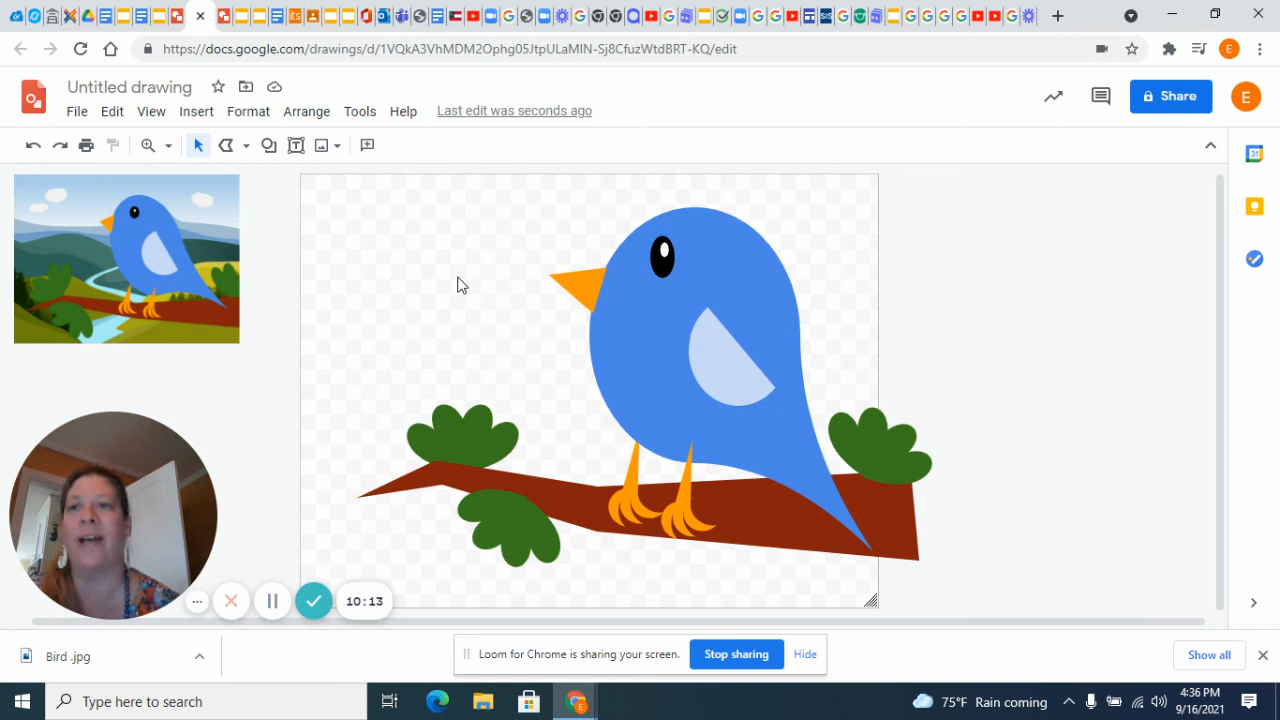 https://docs.google.com/drawings/d/1VQkA3VhMDM2Ophg05JtpULaMIN-Sj8CfuzWtdBRT-KQ/edit
E
Untitled drawing
File Edit View Insert Format Arrange Tools Help Last edit was seconds ago
Share
E
31
10:13
Bird .jpg
Loom for Chrome is sharing your screen. Stop sharing Hide
Show all
Type here to search
75°F Rain coming
4:36 PM
9/16/2021